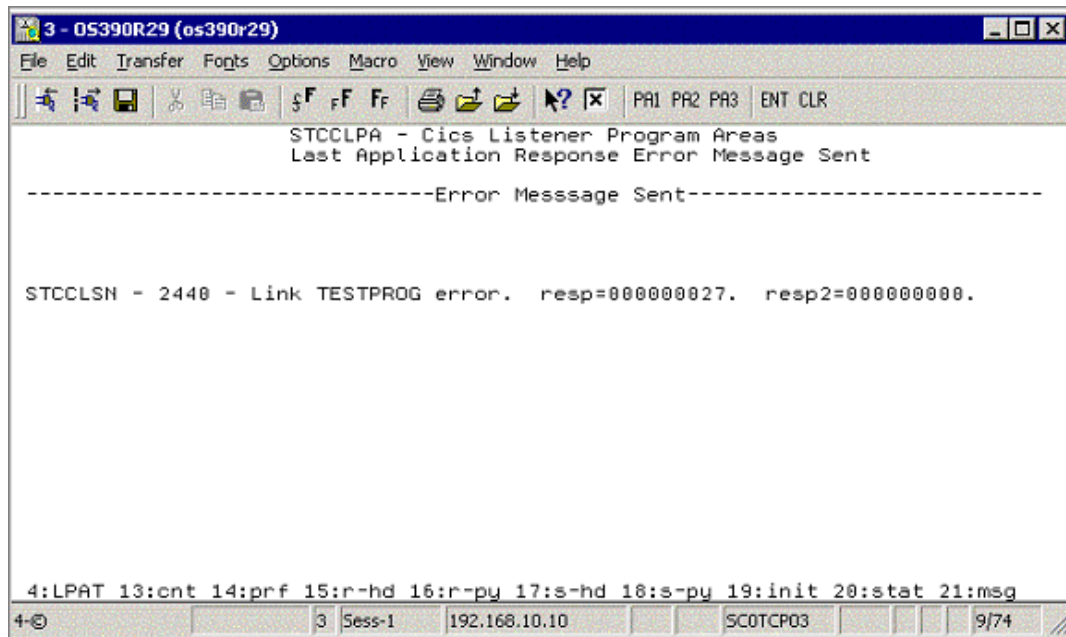 3 - OS390R29 (os390r29)
File Edit Transfer Fonts Options Macro View Window Help
PA1 PA2 PA3 ENT CLR
STCCLPA - Cics Listener Program Areas
Last Application Response Error Message Sent
-------------------------------Error Messsage Sent---------------------------
STCCLSN - 2440 - Link TESTPROG error. resp=000000027. resp2=000000000.
4:LPAT 13:cnt 14:prf 15:r-hd 16:r-py 17:s-hd 18:s-py 19:init 20:stat 21:msg
4-© 3 Sess-1 192.168.10.10 SC0TCP03 9/74